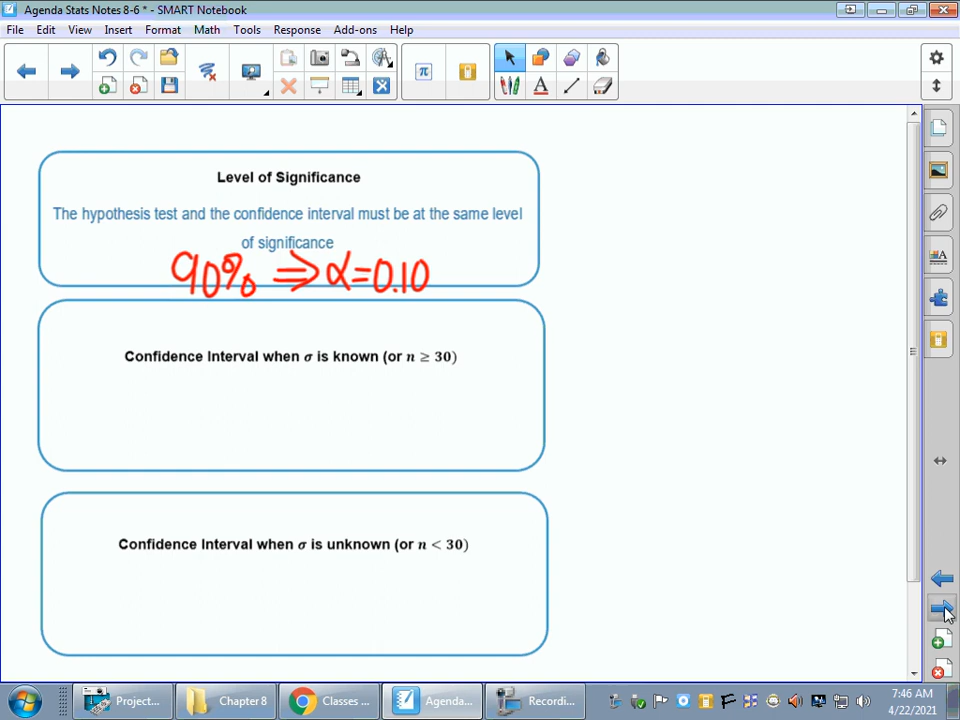 Agenda Stats Notes 8-6 * - SMART Notebook
File Edit View Insert Format Math Tools Response Add-ons Help
π
A
Level of Significance
The hypothesis test and the confidence interval must be at the same level
of significance
90% ⇒ α=0.10
Confidence Interval when σ is known (or n ≥ 30)
Confidence Interval when σ is unknown (or n < 30)
Project... Chapter 8 Classes ... Agenda... Recordi...
7:46 AM
4/22/2021